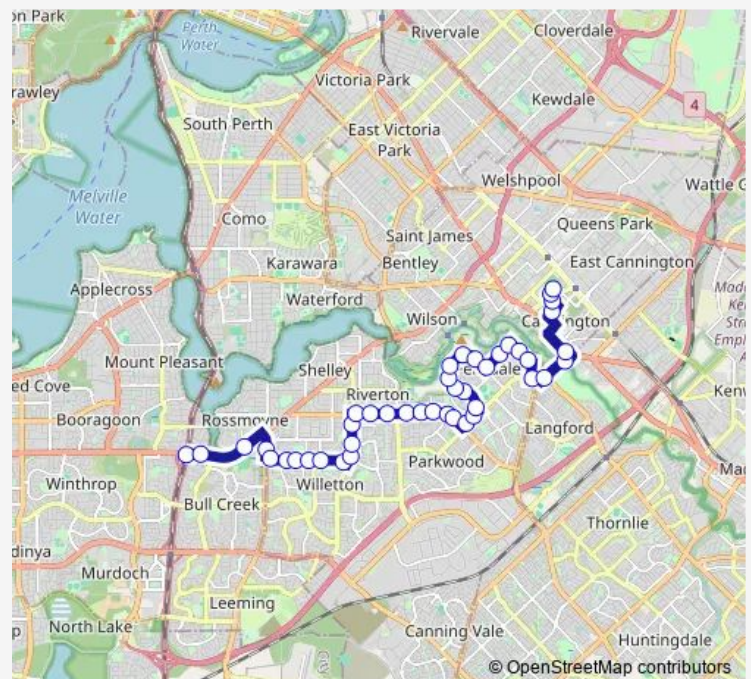 on Park
Perth
Water
Rivervale
Cloverdale
rawley
Victoria Park
Kewdale
4
South Perth
East Victoria
Park
Welshpool
Wattle G
Melville
Water
Como
Saint James
Queens Park
Karawara
Bentley
East Cannington
Applecross
Waterford
Wilson
Ca
ington
Mount Pleasant
Shelley
dale
ed Cove
Riverton
Booragoon
Rossmoyne
Langford
Parkwood
Winthrop
Willetton
Bull Creek
Thornlie
dinya
Murdoch
Leeming
North Lake
Canning Vale
Huntingdale
© OpenStreetMap contributors